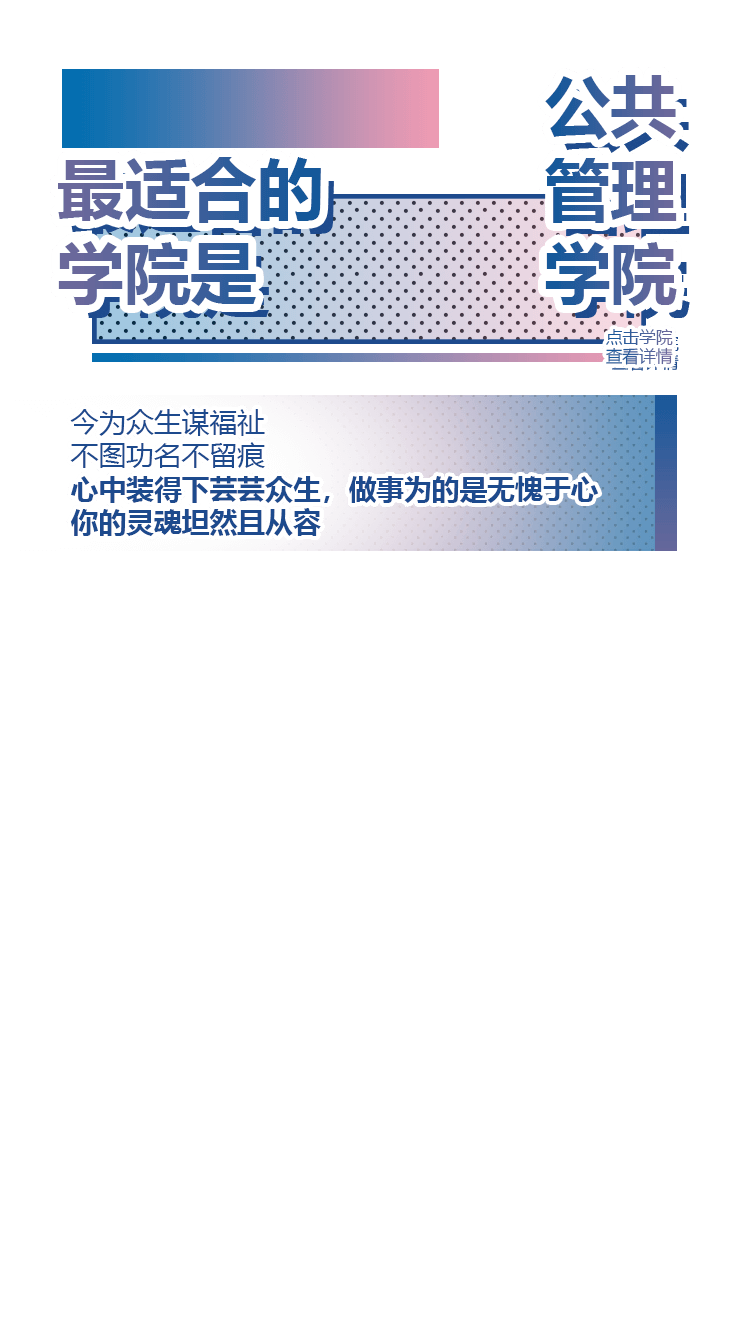 最适合的
学院是
公共
管理
学院
点击学院
查看详情
今为众生谋福祉
不图功名不留痕
心中装得下芸芸众生，做事为的是无愧于心
你的灵魂坦然且从容